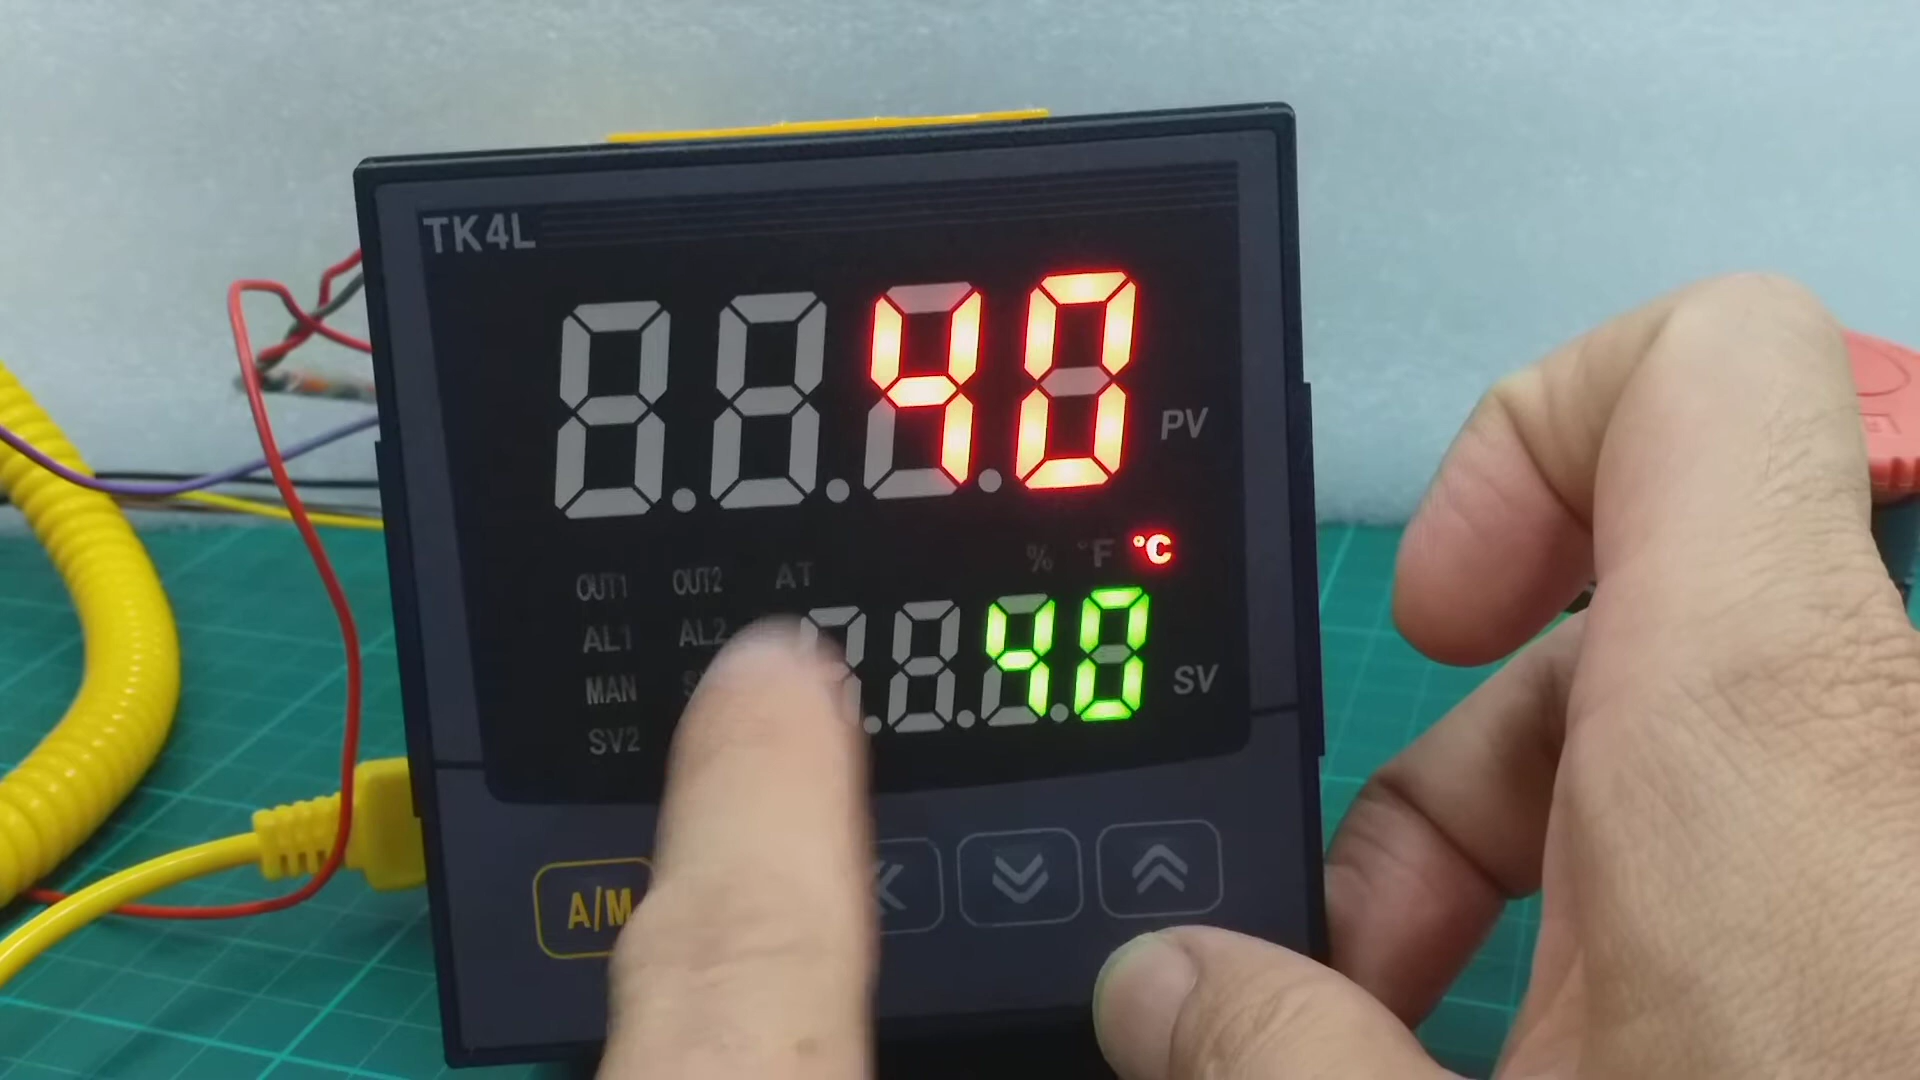 TK4L
40 PV
% °F °C
OUT1 OUT2 AT
AL1 AL2
40 SV
MAN
SV2
A/M